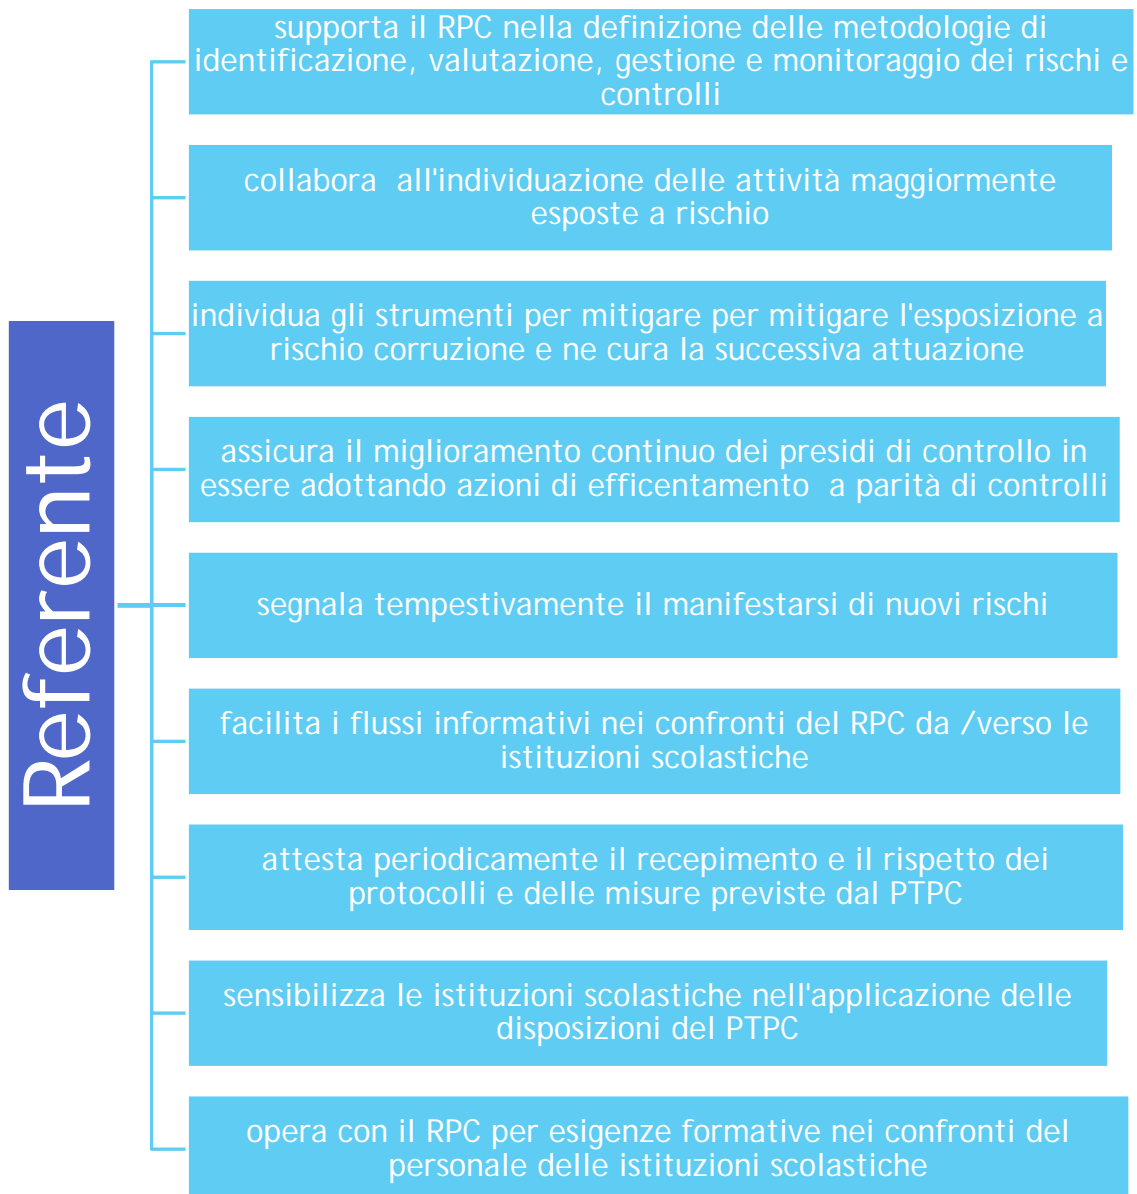 supporta il RPC nella definizione delle metodologie di
identificazione, valutazione, gestione e monitoraggio dei rischi e
controlli
collabora  all'individuazione delle attività maggiormente
esposte a rischio
individua gli strumenti per mitigare per mitigare l'esposizione a
rischio corruzione e ne cura la successiva attuazione
Referente
assicura il miglioramento continuo dei presidi di controllo in
essere adottando azioni di efficentamento  a parità di controlli
segnala tempestivamente il manifestarsi di nuovi rischi
facilita i flussi informativi nei confronti del RPC da /verso le
istituzioni scolastiche
attesta periodicamente il recepimento e il rispetto dei
protocolli e delle misure previste dal PTPC
sensibilizza le istituzioni scolastiche nell'applicazione delle
disposizioni del PTPC
opera con il RPC per esigenze formative nei confronti del
personale delle istituzioni scolastiche